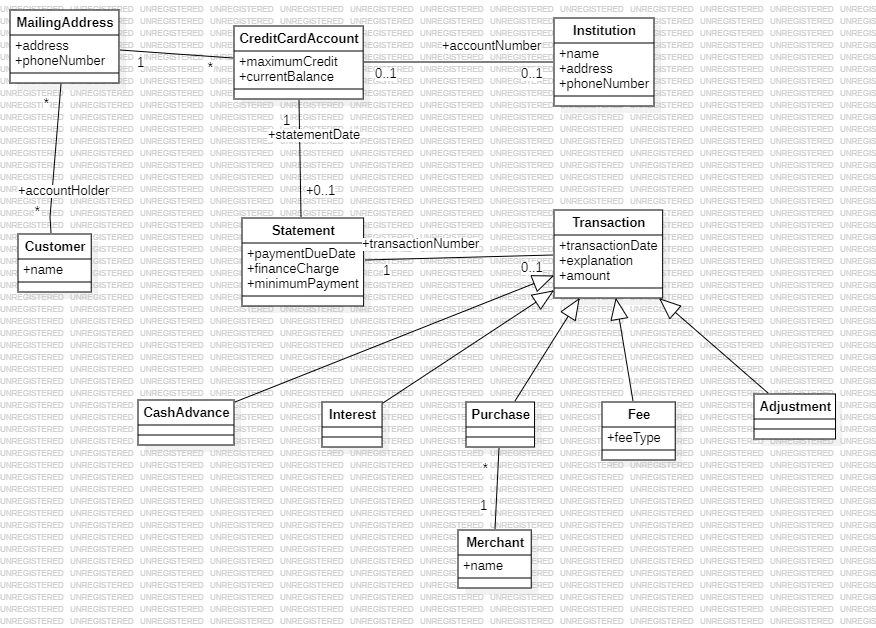 MailingAddress
+address
+phoneNumber
1
*
CreditCardAccount
+maximumCredit
+currentBalance
+accountNumber
0..1
0..1
Institution
+name
+address
+phoneNumber
*
+accountHolder
*
Customer
+name
1
+statementDate
+0..1
Statement
+paymentDueDate
+financeCharge
+minimumPayment
+transactionNumber
1
0..1
Transaction
+transactionDate
+explanation
+amount
CashAdvance
Interest
Purchase
Fee
+feeType
Adjustment
*
1
Merchant
+name
UNREGISTERED